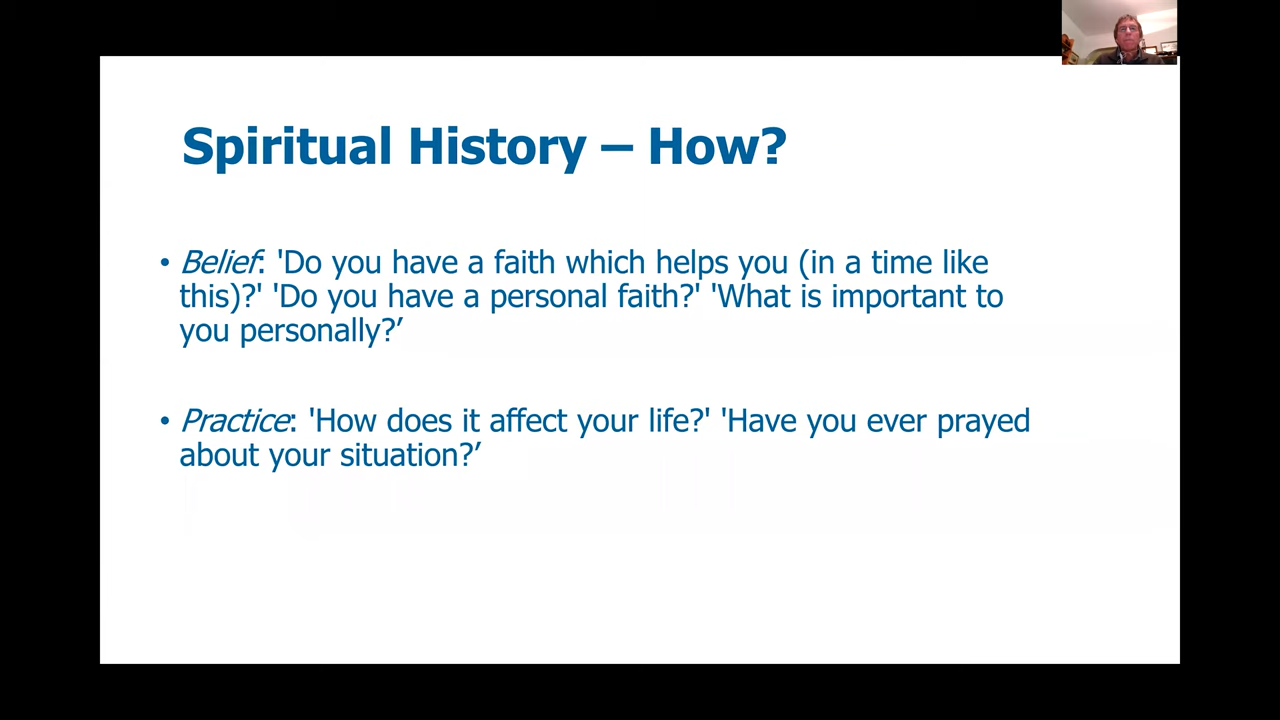 Spiritual History – How?
• Belief: 'Do you have a faith which helps you (in a time like
this)?' 'Do you have a personal faith?' 'What is important to
you personally?’
• Practice: 'How does it affect your life?' 'Have you ever prayed
about your situation?’